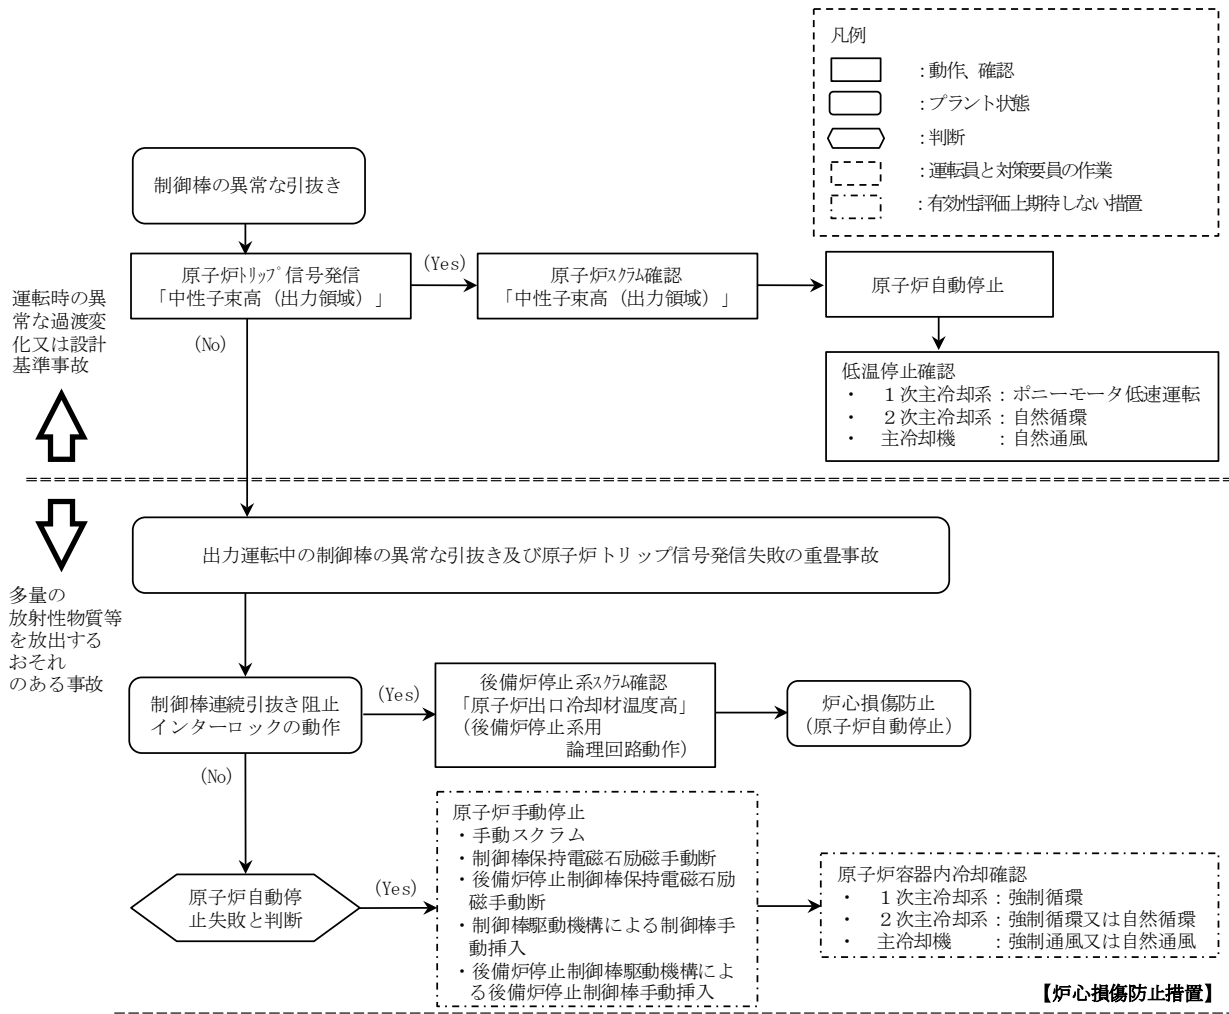 凡例
：動作、確認
：プラント状態
：判断
：運転員と対策要員の作業
：有効性評価上期待しない措置
制御棒の異常な引抜き
原子炉ﾄﾘｯﾌﾟ信号発信
「中性子束高（出力領域）」
(Yes)
原子炉ｽｸﾗﾑ確認
「中性子束高（出力領域）」
原子炉自動停止
(No)
運転時の異
常な過渡変
化又は設計
基準事故
低温停止確認
・　１次主冷却系：ポニーモータ低速運転
・　２次主冷却系：自然循環
・　主冷却機　　：自然通風
出力運転中の制御棒の異常な引抜き及び原子炉トリップ信号発信失敗の重畳事故
多量の
放射性物質等
を放出する
おそれ
のある事故
制御棒連続引抜き阻止
インターロックの動作
(Yes)
後備炉停止系ｽｸﾗﾑ確認
「原子炉出口冷却材温度高」
（後備炉停止系用
論理回路動作）
炉心損傷防止
（原子炉自動停止）
(No)
原子炉自動停
止失敗と判断
(Yes)
原子炉手動停止
・手動スクラム
・制御棒保持電磁石励磁手動断
・後備炉停止制御棒保持電磁石励
磁手動断
・制御棒駆動機構による制御棒手
動挿入
・後備炉停止制御棒駆動機構によ
る後備炉停止制御棒手動挿入
原子炉容器内冷却確認
・　１次主冷却系：強制循環
・　２次主冷却系：強制循環又は自然循環
・　主冷却機　　：強制通風又は自然通風
【炉心損傷防止措置】